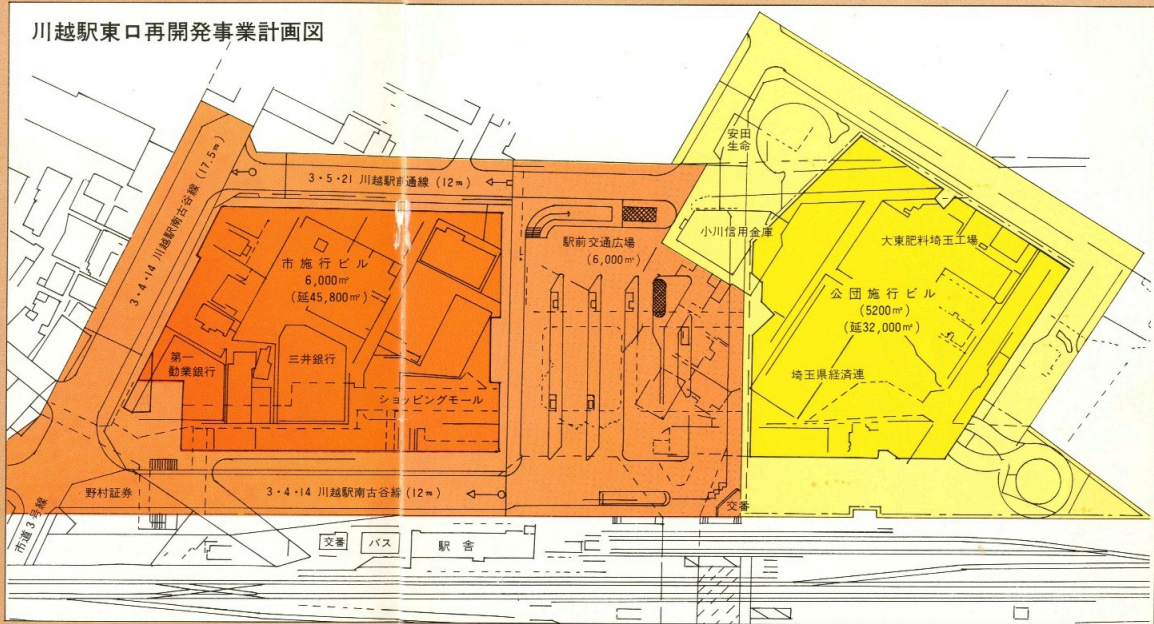 川越駅東口再開発事業計画図
安田
生命
3・4・14 川越駅南古谷線 (17.5m)
3・5・21 川越駅前通線 (12m)
駅前交通広場
(6,000㎡)
小川信用金庫
大東肥料埼玉工場
市施行ビル
6,000㎡
(延45,800㎡)
公団施行ビル
(5200㎡)
(延32,000㎡)
第一
勧業銀行
三井銀行
ショッピングモール
埼玉県経済連
野村証券
3・4・14 川越駅南古谷線 (12m)
交番
市道3号線
交番
バス
駅舎